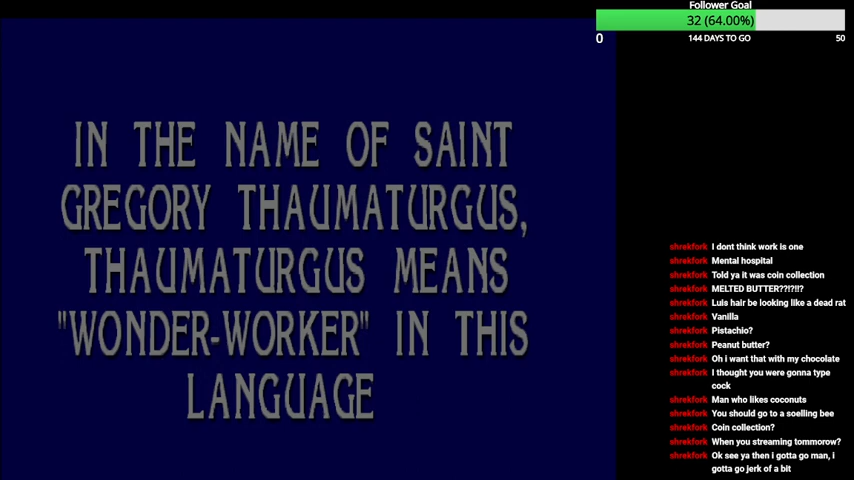 Follower Goal
32 (64.00%)
0
144 DAYS TO GO
50
IN THE NAME OF SAINT
GREGORY THAUMATURGUS,
THAUMATURGUS MEANS
"WONDER-WORKER" IN THIS
LANGUAGE
shrekfork I dont think work is one
shrekfork Mental hospital
shrekfork Told ya it was coin collection
shrekfork MELTED BUTTER??!?!!?
shrekfork Luis hair be looking like a dead rat
shrekfork Vanilla
shrekfork Pistachio?
shrekfork Peanut butter?
shrekfork Oh i want that with my chocolate
shrekfork I thought you were gonna type
cock
shrekfork Man who likes coconuts
shrekfork You should go to a soelling bee
shrekfork Coin collection?
shrekfork When you streaming tommorow?
shrekfork Ok see ya then i gotta go man, i
gotta go jerk of a bit